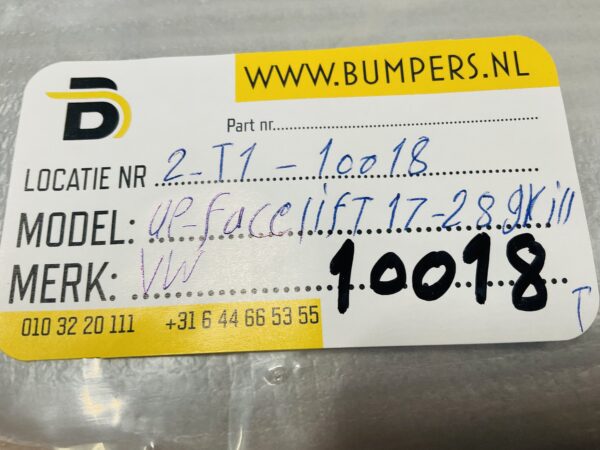 WWW.BUMPERS.NL
B
Part nr.
LOCATIE NR 2-T1-10018
MODEL: UP-facelifT 17-28 gkill
MERK: VW 10018
T
010 32 20 111 +31 6 44 66 53 55